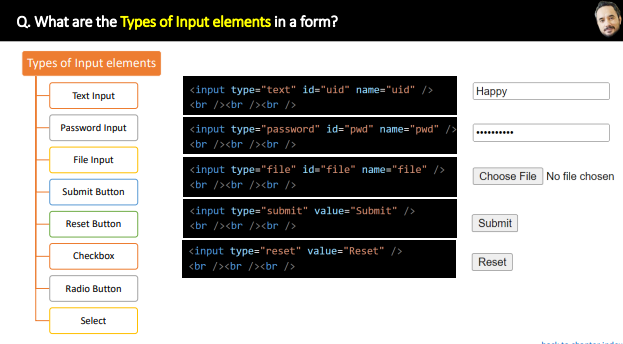 Q. What are the Types of Input elements in a form?
Types of Input elements
Text Input
Password Input
File Input
Submit Button
Reset Button
Checkbox
Radio Button
Select
<input type="text" id="uid" name="uid" />
<br /><br /><br />
<input type="password" id="pwd" name="pwd" />
<br /><br /><br />
<input type="file" id="file" name="file" />
<br /><br /><br />
<input type="submit" value="Submit" />
<br /><br /><br />
<input type="reset" value="Reset" />
<br /><br /><br />
Happy
••••••••••
Choose File No file chosen
Submit
Reset